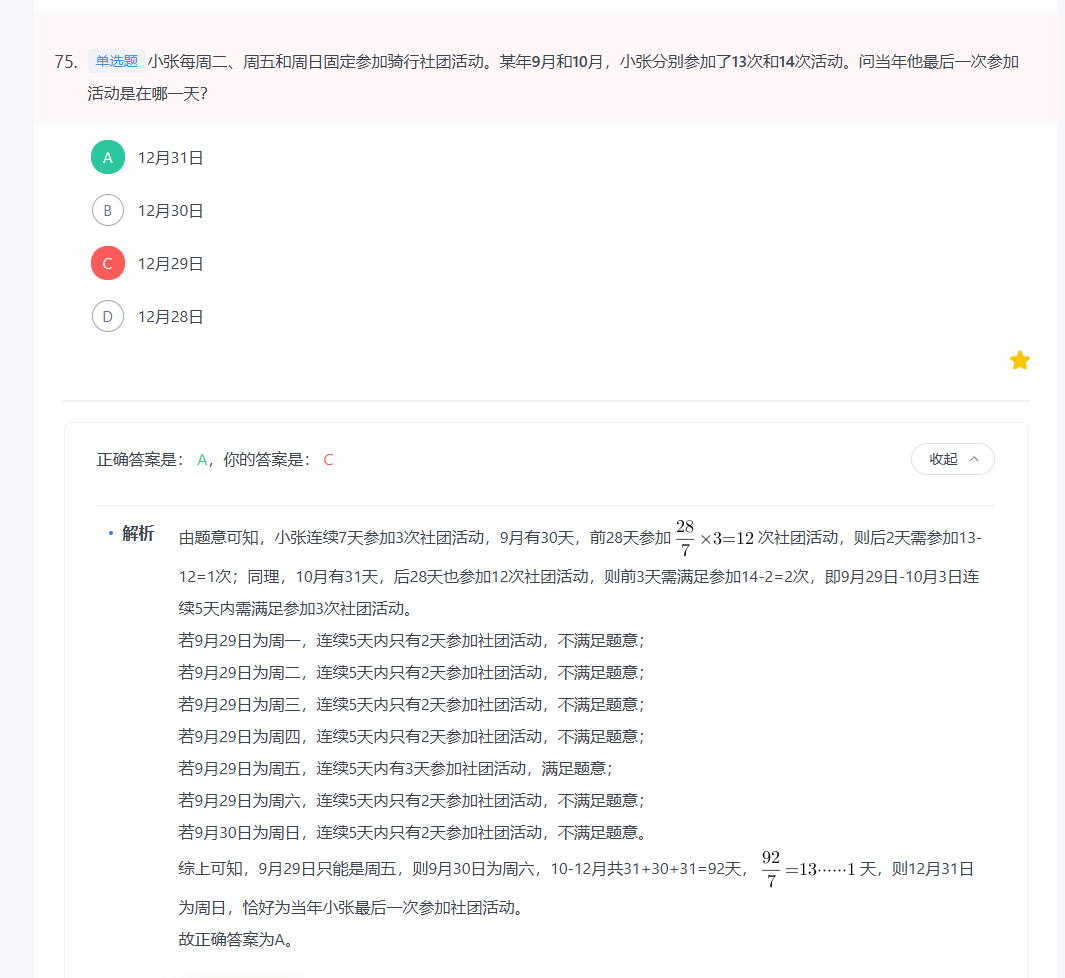 75. 单选题 小张每周二、周五和周日固定参加骑行社团活动。某年9月和10月，小张分别参加了13次和14次活动。问当年他最后一次参加
活动是在哪一天？
A 12月31日
B 12月30日
C 12月29日
D 12月28日
正确答案是： A，你的答案是： C
收起
· 解析 由题意可知，小张连续7天参加3次社团活动，9月有30天，前28天参加 28/7 ×3=12 次社团活动，则后2天需参加13-
12=1次；同理，10月有31天，后28天也参加12次社团活动，则前3天需满足参加14-2=2次，即9月29日-10月3日连
续5天内需满足参加3次社团活动。
若9月29日为周一，连续5天内只有2天参加社团活动，不满足题意；
若9月29日为周二，连续5天内只有2天参加社团活动，不满足题意；
若9月29日为周三，连续5天内只有2天参加社团活动，不满足题意；
若9月29日为周四，连续5天内只有2天参加社团活动，不满足题意；
若9月29日为周五，连续5天内有3天参加社团活动，满足题意；
若9月29日为周六，连续5天内只有2天参加社团活动，不满足题意；
若9月30日为周日，连续5天内只有2天参加社团活动，不满足题意。
综上可知，9月29日只能是周五，则9月30日为周六，10-12月共31+30+31=92天， 92/7 =13······1 天，则12月31日
为周日，恰好为当年小张最后一次参加社团活动。
故正确答案为A。